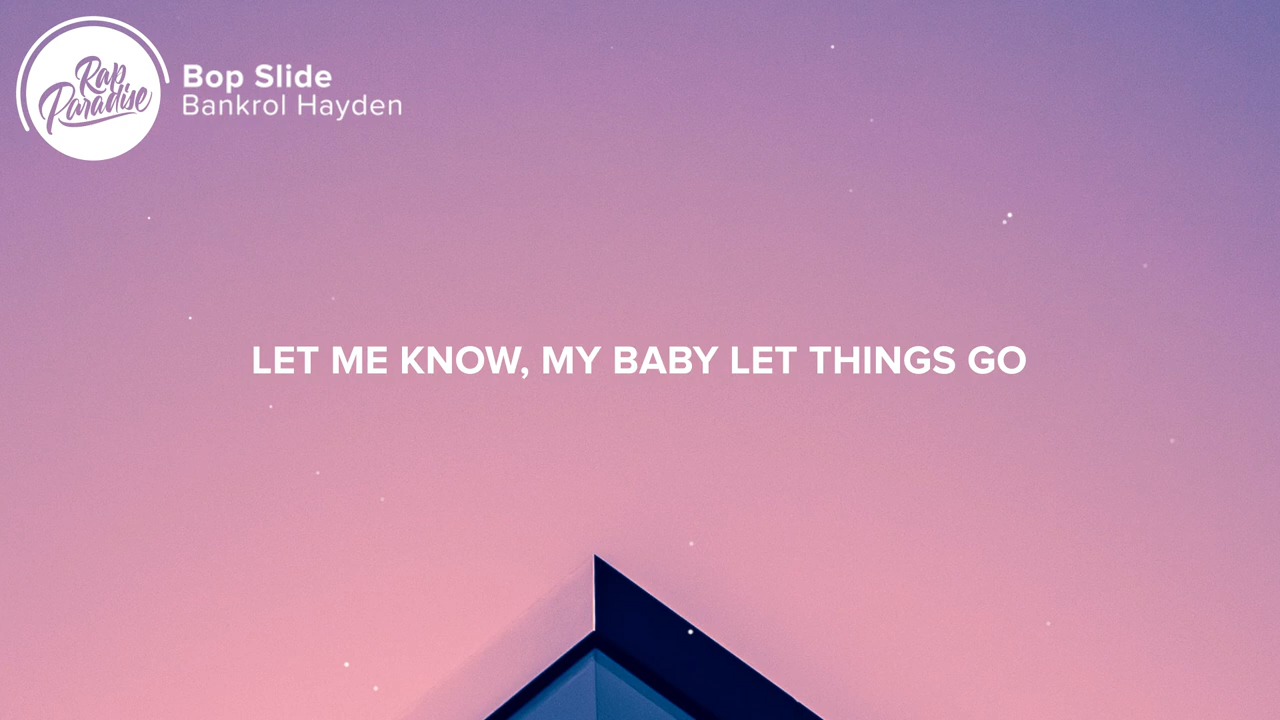 Rap
Paradise
Bop Slide
Bankrol Hayden
LET ME KNOW, MY BABY LET THINGS GO